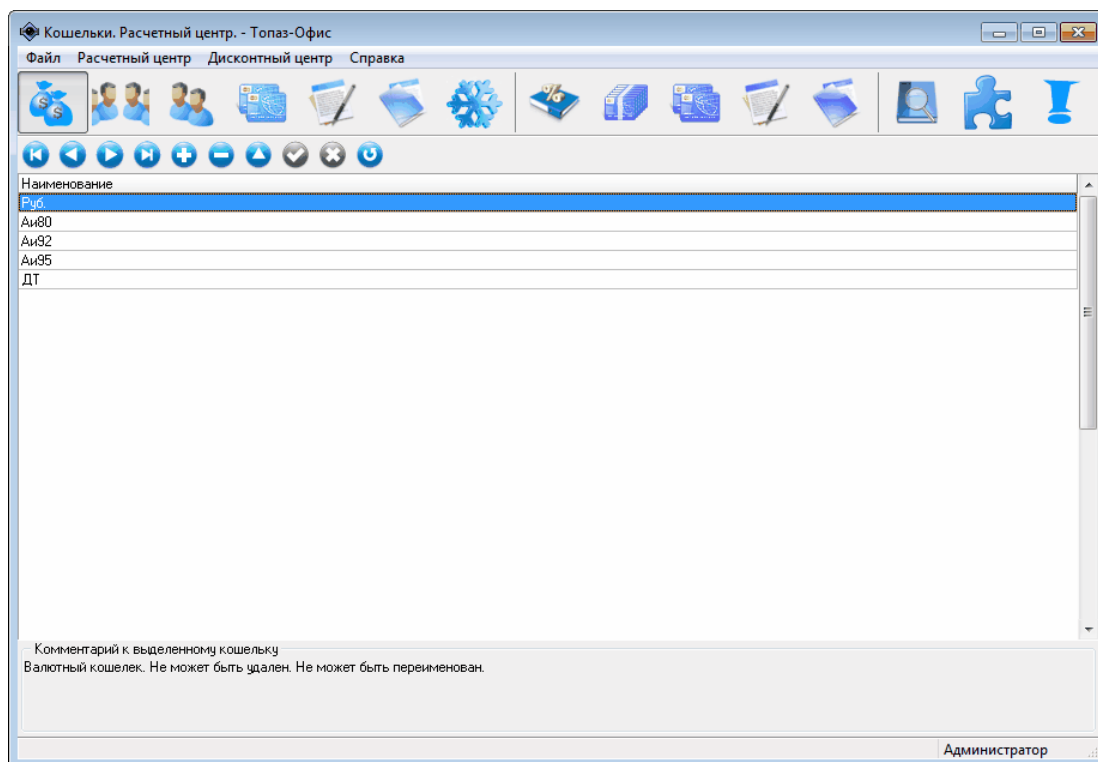 Кошельки. Расчетный центр. - Топаз-Офис
Файл Расчетный центр Дисконтный центр Справка
Наименование
Руб.
Аи80
Аи92
Аи95
ДТ
Комментарий к выделенному кошельку
Валютный кошелек. Не может быть удален. Не может быть переименован.
Администратор